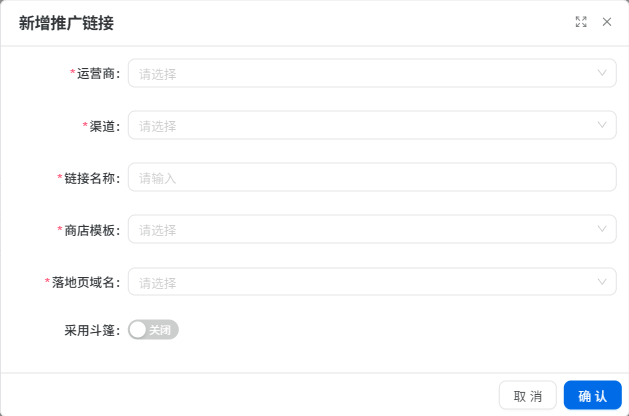 新增推广链接
*运营商: 请选择
*渠道: 请选择
*链接名称: 请输入
*商店模板: 请选择
*落地页域名: 请选择
采用斗篷: 关闭
取 消 确 认